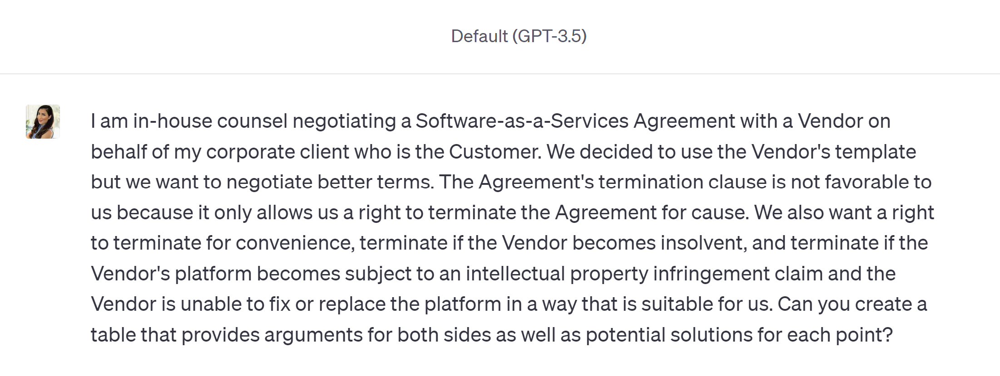 Default (GPT-3.5)
I am in-house counsel negotiating a Software-as-a-Services Agreement with a Vendor on
behalf of my corporate client who is the Customer. We decided to use the Vendor's template
but we want to negotiate better terms. The Agreement's termination clause is not favorable to
us because it only allows us a right to terminate the Agreement for cause. We also want a right
to terminate for convenience, terminate if the Vendor becomes insolvent, and terminate if the
Vendor's platform becomes subject to an intellectual property infringement claim and the
Vendor is unable to fix or replace the platform in a way that is suitable for us. Can you create a
table that provides arguments for both sides as well as potential solutions for each point?